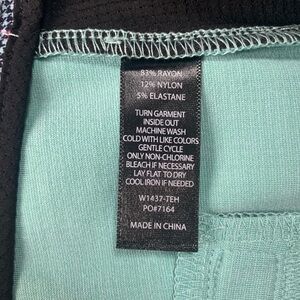 83% RAYON
12% NYLON
5% ELASTANE
TURN GARMENT
INSIDE OUT
MACHINE WASH
COLD WITH LIKE COLORS
GENTLE CYCLE
ONLY NON-CHLORINE
BLEACH IF NECESSARY
LAY FLAT TO DRY
COOL IRON IF NEEDED
W1437-TEH
PO#7164
MADE IN CHINA